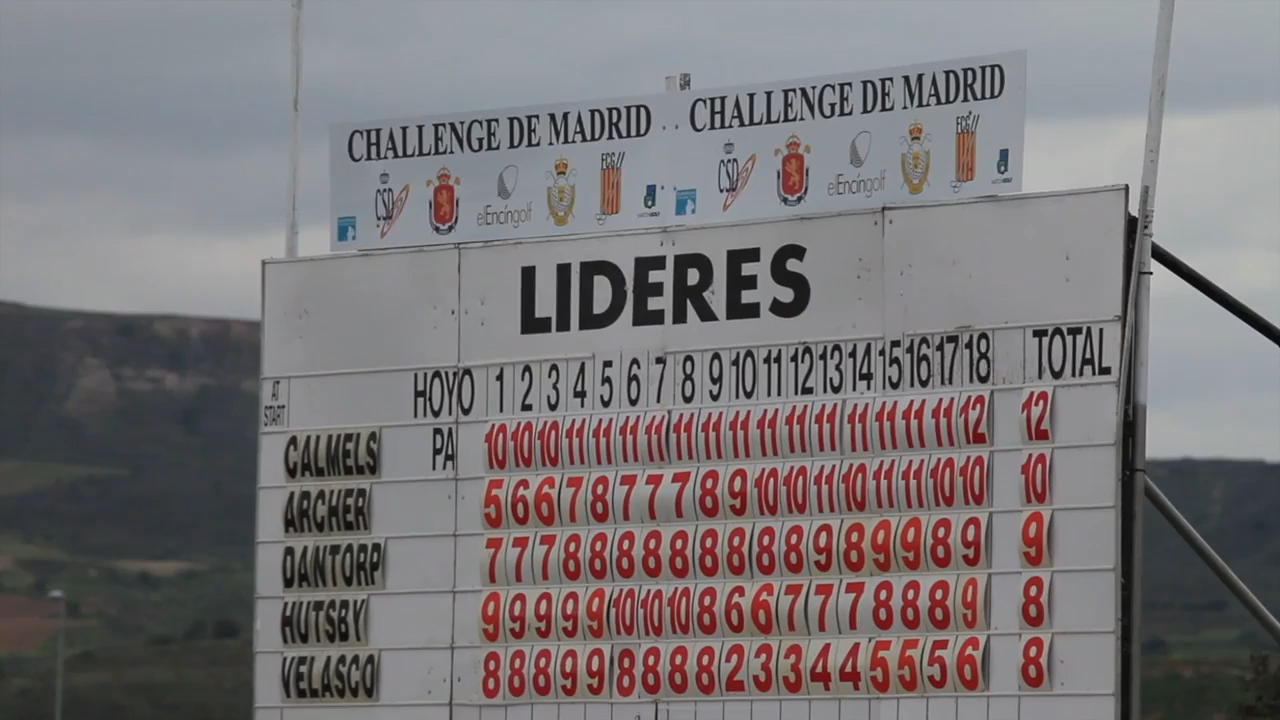 CHALLENGE DE MADRID CHALLENGE DE MADRID
CSD elEncíngolf FCG CSD elEncíngolf FCG
LIDERES
AT START HOYO 1 2 3 4 5 6 7 8 9 10 11 12 13 14 15 16 17 18 TOTAL
CALMELS PA 10 10 10 11 11 11 11 11 11 11 11 11 11 11 11 11 11 12 12
ARCHER 5 6 6 7 8 7 7 7 8 9 10 10 11 10 11 11 10 10 10
DANTORP 7 7 7 8 8 8 8 8 8 8 8 8 9 8 9 9 8 9 9
HUTSBY 9 9 9 9 9 10 10 10 8 6 6 7 7 7 8 8 8 9 8
VELASCO 8 8 8 9 9 8 8 8 8 2 3 3 4 4 5 5 5 6 8